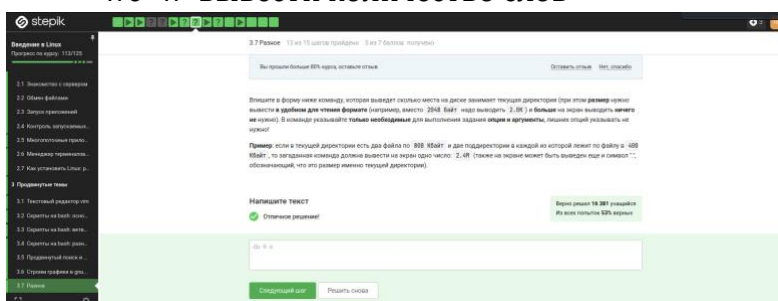 stepik
Введение в Linux
Прогресс по курсу: 113/125
2.1 Знакомство с сервером
2.2 Обмен файлами
2.3 Запуск приложений
2.4 Контроль запускаемых...
2.5 Многопоточные прило...
2.6 Менеджер терминалов...
2.7 Как установить Linux: р...
3 Продвинутые темы
3.1 Текстовый редактор vim
3.2 Скрипты на bash: осно...
3.3 Скрипты на bash: ветв...
3.4 Скрипты на bash: разн...
3.5 Продвинутый поиск и ...
3.6 Строим графики в gnu...
3.7 Разное
3.7 Разное 13 из 15 шагов пройдено 5 из 7 баллов получено
Вы прошли больше 80% курса, оставьте отзыв
Оставить отзыв Нет, спасибо
Впишите в форму ниже команду, которая выведет сколько места на диске занимает текущая директория (при этом размер нужно
вывести в удобном для чтения формате (например, вместо 2048 байт надо выводить 2.0K) и больше на экран выводить ничего
не нужно). В команде указывайте только необходимые для выполнения задания опции и аргументы, лишних опций указывать не
нужно!
Пример: если в текущей директории есть два файла по 800 Кбайт и две поддиректории в каждой из которой лежит по файлу в 400
Кбайт, то загаданная команда должна вывести на экран одно число: 2.4M (также на экране может быть выведен еще и символ ".",
обозначающий, что это размер именно текущей директории).
Напишите текст
Отличное решение!
Верно решил 18 381 учащийся
Из всех попыток 53% верных
Следующий шаг Решить снова